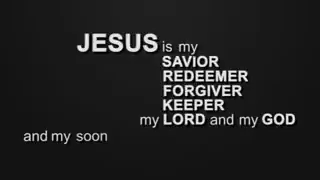 JESUS is my
SAVIOR
REDEEMER
FORGIVER
KEEPER
my LORD and my GOD
and my soon